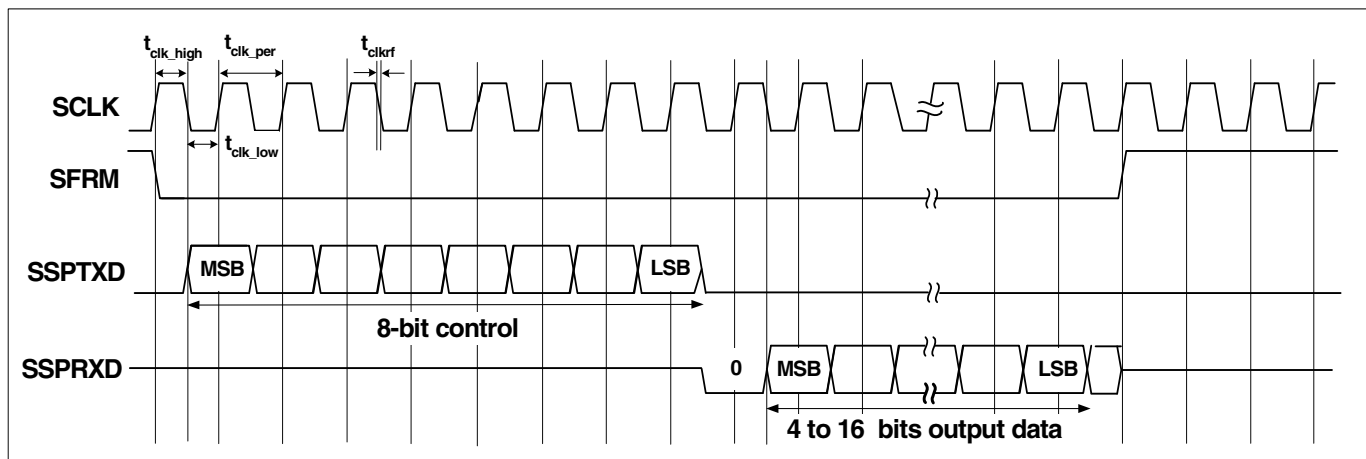 tclk_high tclk_per tclkrf
SCLK
tclk_low
SFRM
SSPTXD MSB LSB
8-bit control
SSPRXD 0 MSB LSB
4 to 16 bits output data